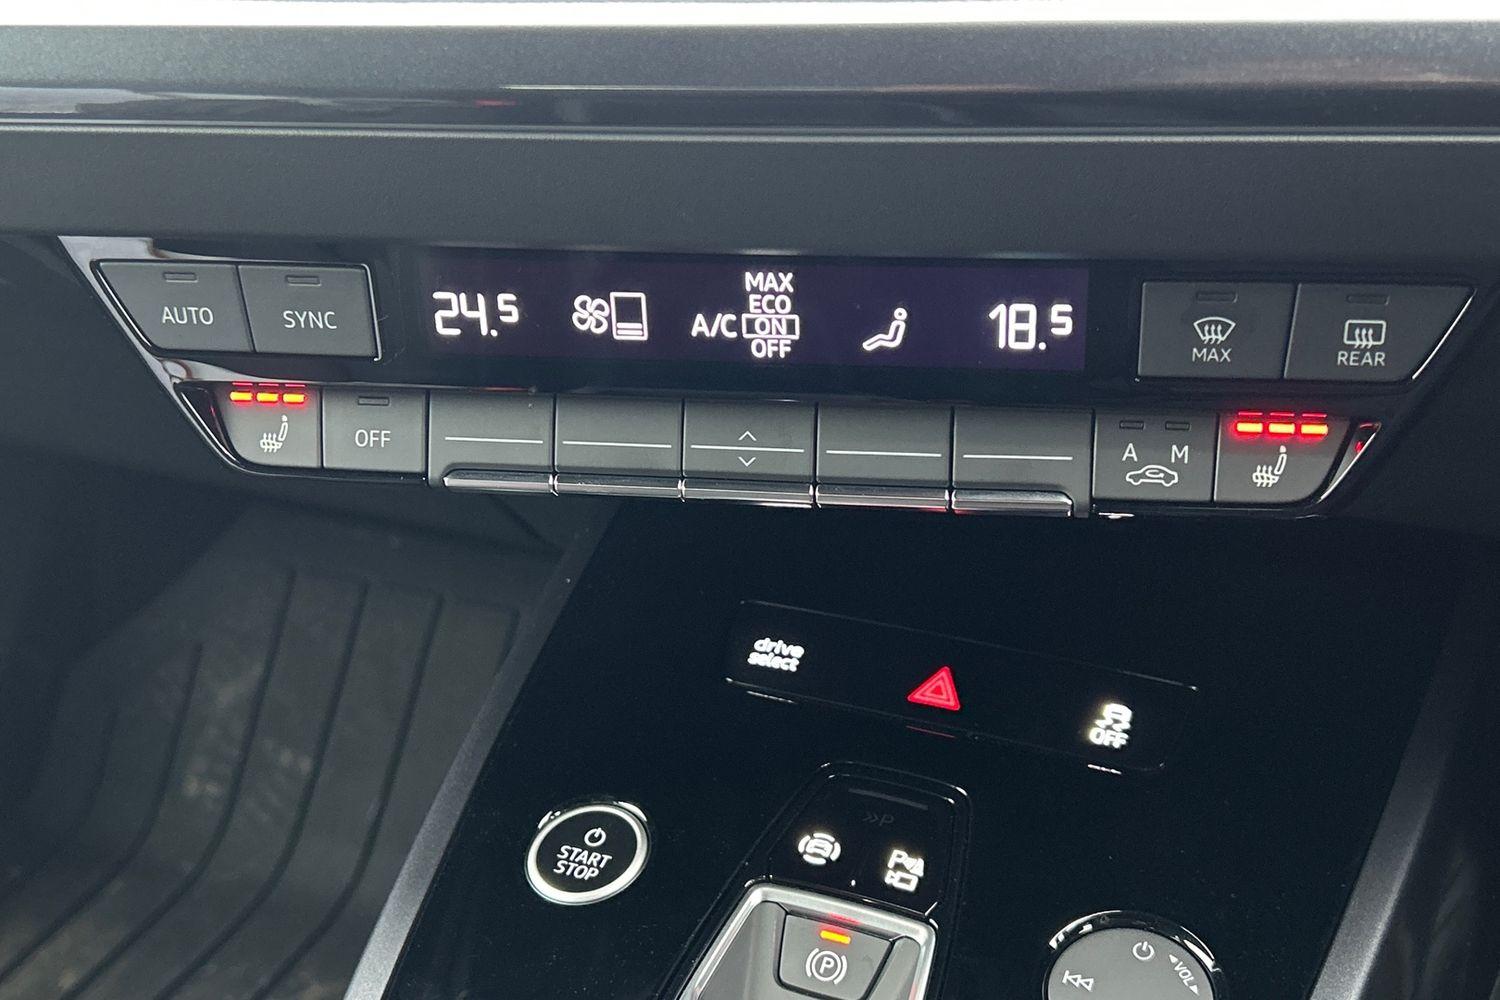 AUTO
SYNC
24.5
A/C
MAX
ECO
ON
OFF
18.5
MAX
REAR
OFF
A
M
drive
select
OFF
START
STOP
»P
P
P
VOL